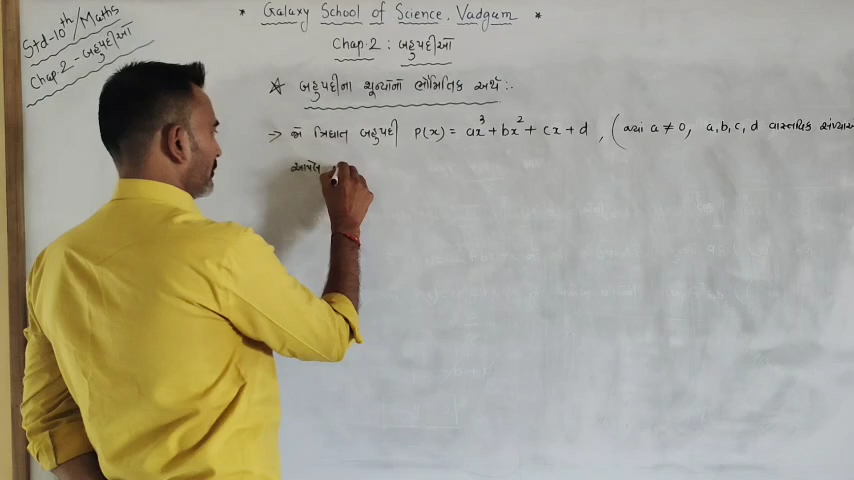 Std-10th/Maths
Chap-2 - બહુપદીઓ
* Galaxy School of Science, Vadgam *
Chap. 2 : બહુપદીઓ
☆ બહુપદીના શૂન્યોનો ભૌમિતિક અર્થ :-
→ જો ત્રિઘાત બહુપદી P(x) = ax³ + bx² + cx + d , (જ્યાં a ≠ 0, a, b, c, d વાસ્તવિક સંખ્યાઓ
આપેલ